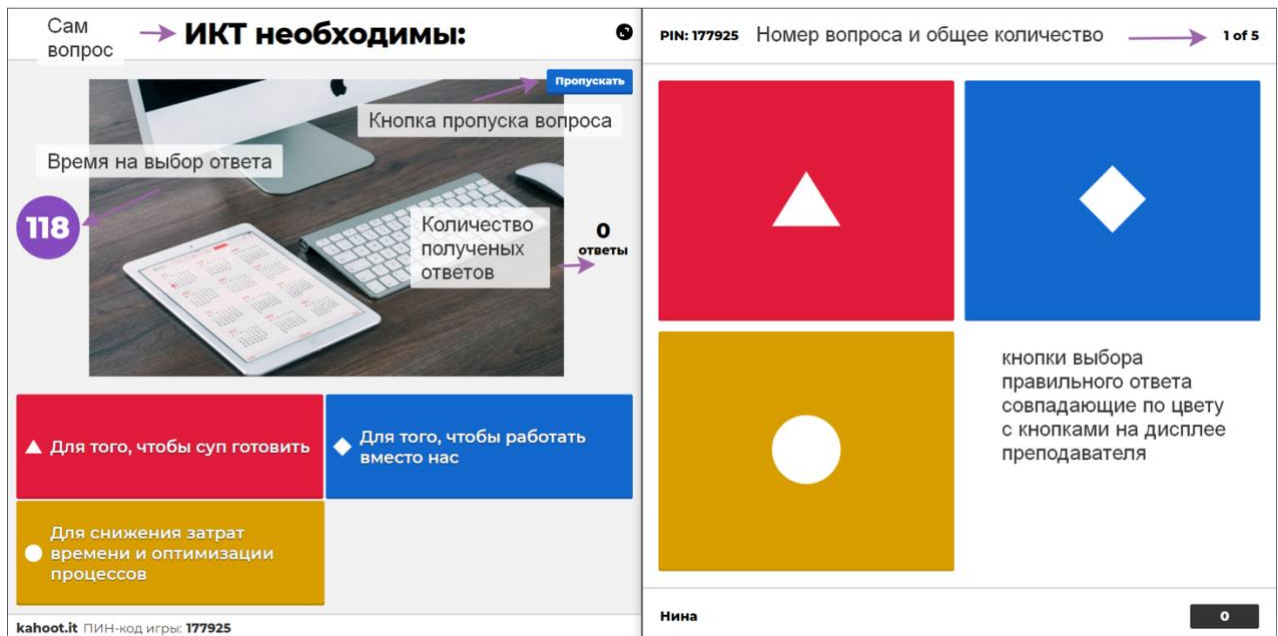 Сам
вопрос
ИКТ необходимы:
Пропускать
Кнопка пропуска вопроса
Время на выбор ответа
118
Количество
полученых
ответов
0
ответы
Для того, чтобы суп готовить
Для того, чтобы работать
вместо нас
Для снижения затрат
времени и оптимизации
процессов
kahoot.it ПИН-код игры: 177925
PIN: 177925 Номер вопроса и общее количество 1 of 5
кнопки выбора
правильного ответа
совпадающие по цвету
с кнопками на дисплее
преподавателя
Нина 0